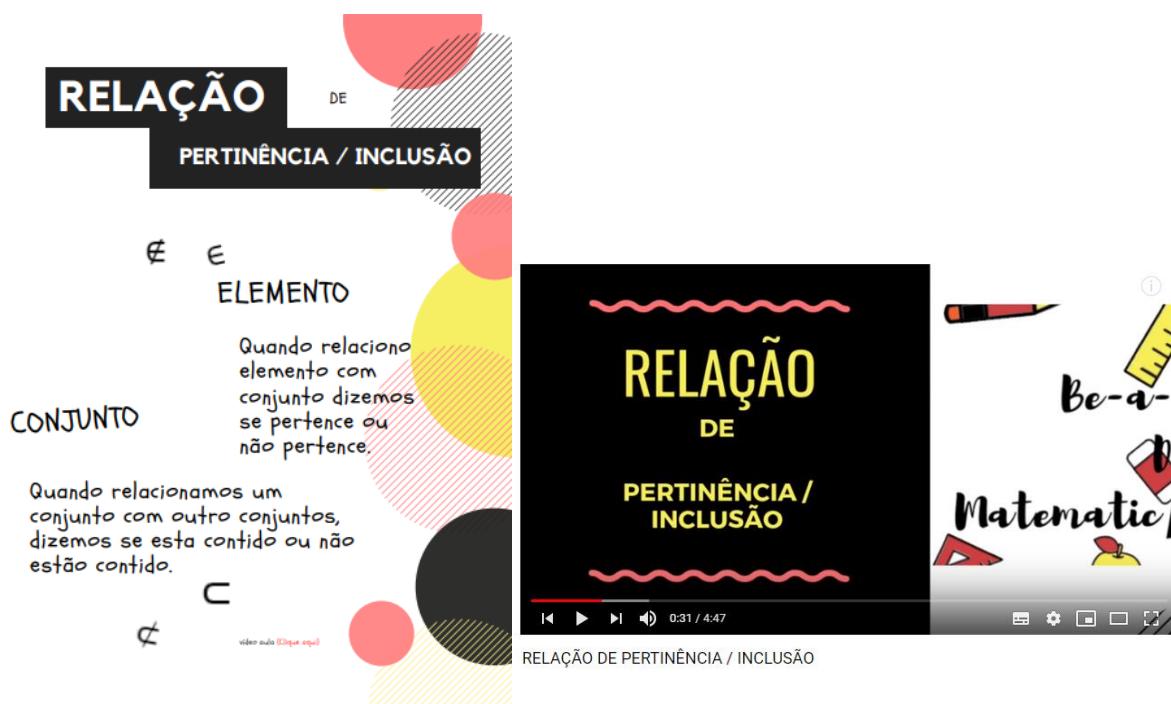 RELAÇÃO
DE
PERTINÊNCIA / INCLUSÃO
∉ ∈
ELEMENTO
Quando relaciono
elemento com
conjunto dizemos
se pertence ou
não pertence.
CONJUNTO
Quando relacionamos um
conjunto com outro conjuntos,
dizemos se esta contido ou não
estão contido.
⊂
⊄
vídeo aula (Clique aqui)
RELAÇÃO
DE
PERTINÊNCIA /
INCLUSÃO
Be-a-
Matematic
0:31 / 4:47
RELAÇÃO DE PERTINÊNCIA / INCLUSÃO